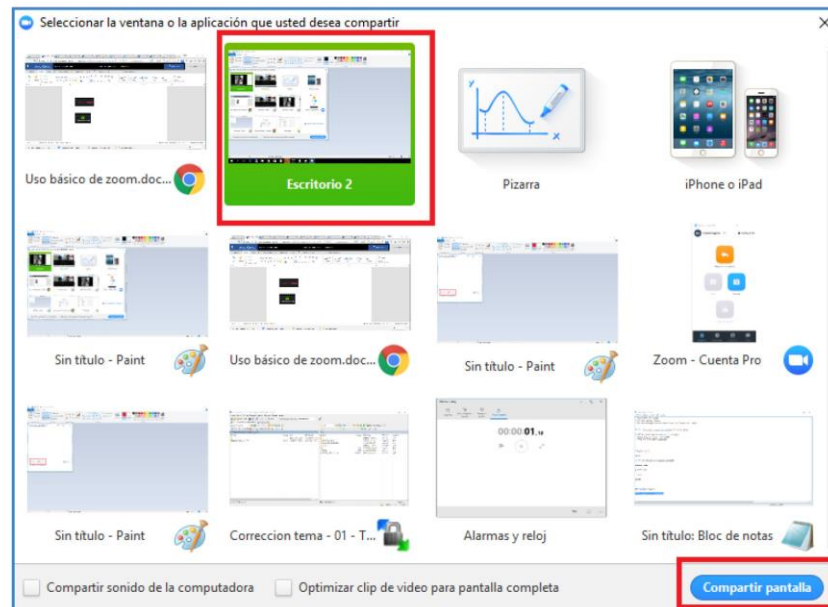 Seleccionar la ventana o la aplicación que usted desea compartir
Uso básico de zoom.doc...
Escritorio 2
Pizarra
iPhone o iPad
Sin título - Paint
Uso básico de zoom.doc...
Sin título - Paint
Zoom - Cuenta Pro
Sin título - Paint
Correccion tema - 01 - T...
00:00:01
Alarmas y reloj
Sin título: Bloc de notas
Compartir sonido de la computadora
Optimizar clip de video para pantalla completa
Compartir pantalla